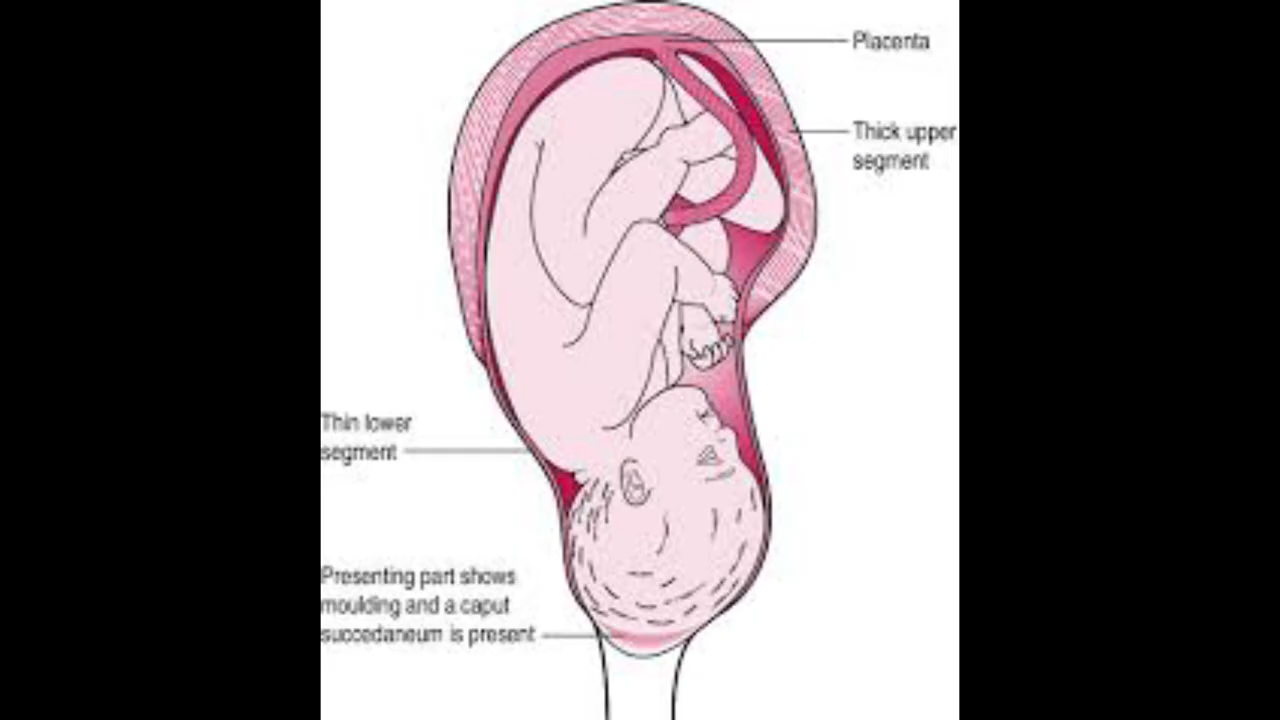 Placenta
Thick upper
segment
Thin lower
segment
Presenting part shows
moulding and a caput
succedaneum is present